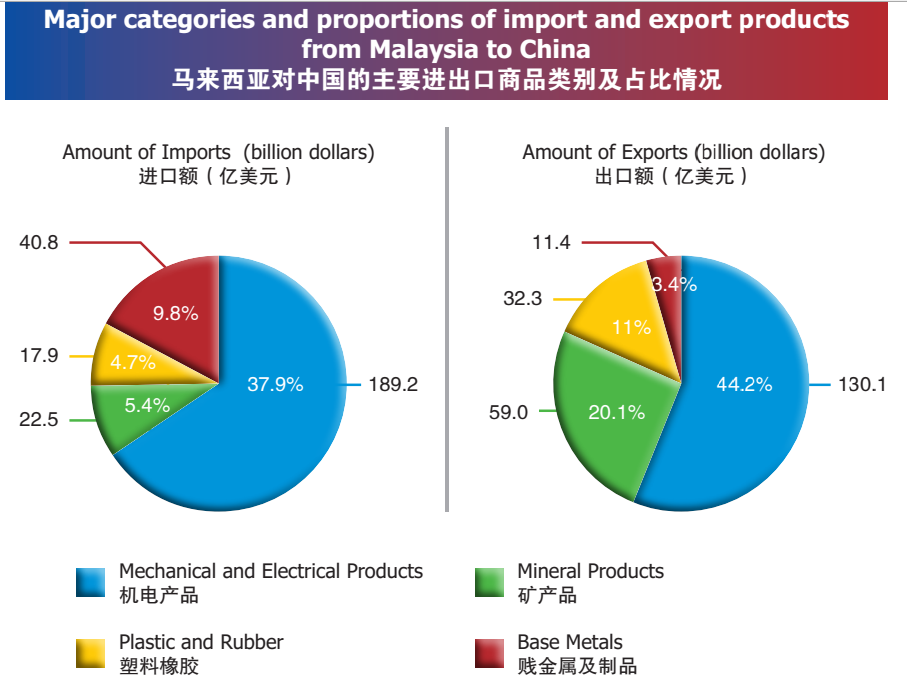 Major categories and proportions of import and export products
from Malaysia to China
马来西亚对中国的主要进出口商品类别及占比情况
Amount of Imports (billion dollars)
进口额（亿美元）
40.8
9.8%
17.9
4.7%
37.9%
189.2
5.4%
22.5
Amount of Exports (billion dollars)
出口额（亿美元）
11.4
3.4%
32.3
11%
44.2%
130.1
59.0
20.1%
Mechanical and Electrical Products
机电产品
Mineral Products
矿产品
Plastic and Rubber
塑料橡胶
Base Metals
贱金属及制品